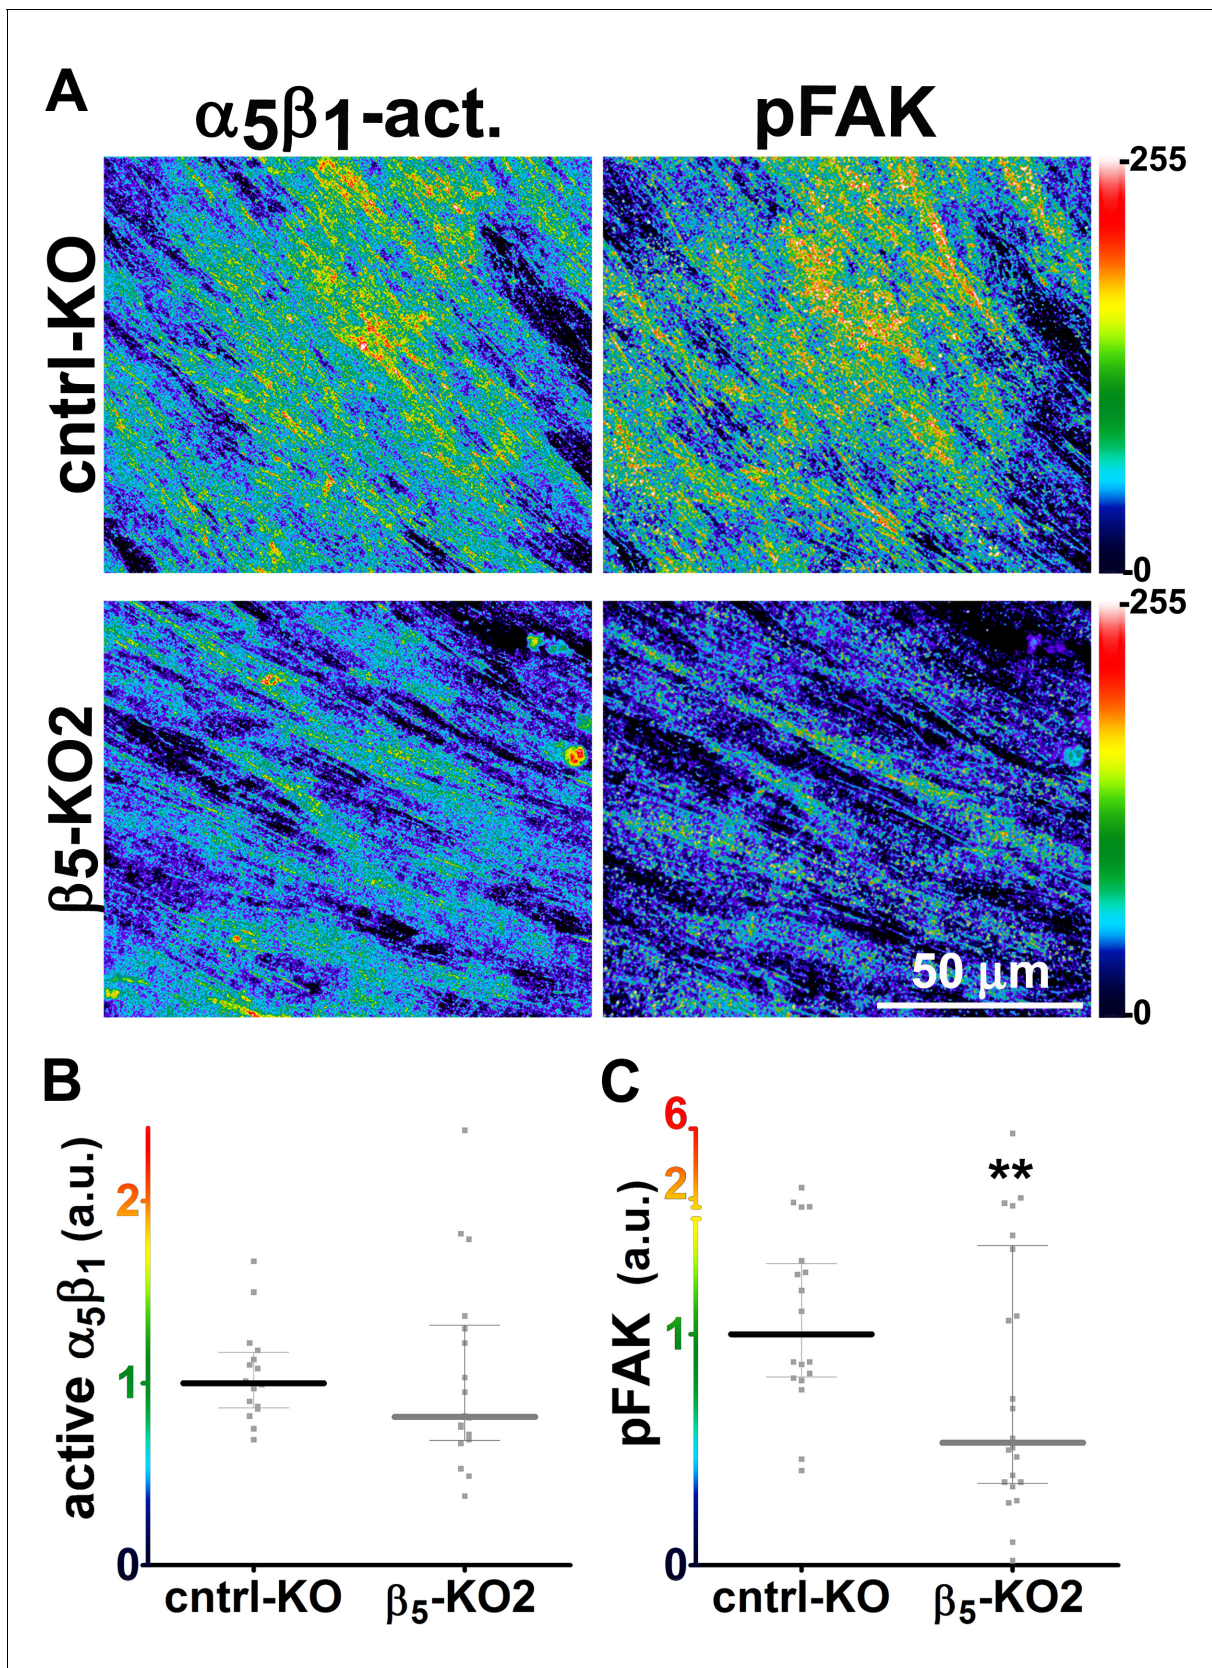 A
α5β1-act.
pFAK
cntrl-KO
-255
-0
β5-KO2
-255
50 μm
-0
B
active α5β1 (a.u.)
2
1
0
cntrl-KO
β5-KO2
C
pFAK (a.u.)
6
2
1
0
**
cntrl-KO
β5-KO2